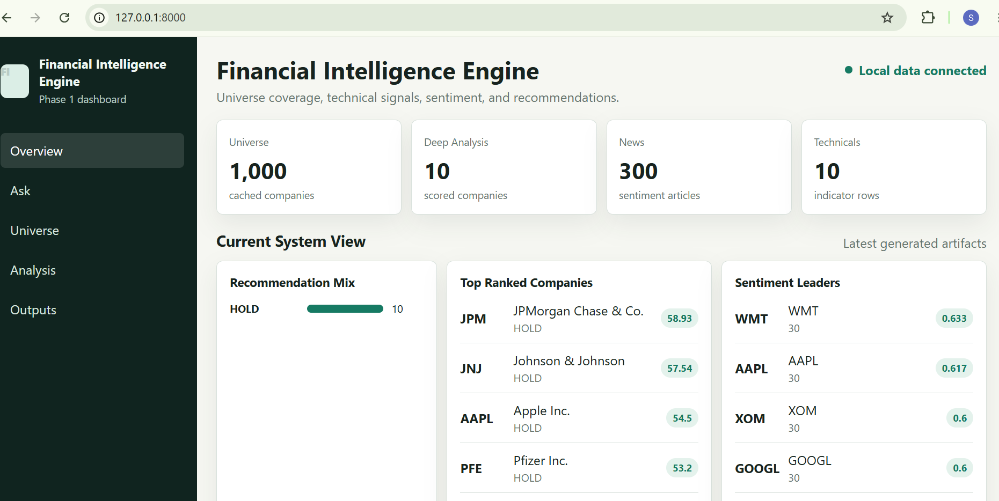 127.0.0.1:8000
S
FI
Financial Intelligence
Engine
Phase 1 dashboard
Overview
Ask
Universe
Analysis
Outputs
Financial Intelligence Engine
Local data connected
Universe coverage, technical signals, sentiment, and recommendations.
Universe
1,000
cached companies
Deep Analysis
10
scored companies
News
300
sentiment articles
Technicals
10
indicator rows
Current System View
Latest generated artifacts
Recommendation Mix
HOLD 10
Top Ranked Companies
JPM JPMorgan Chase & Co. 58.93
HOLD
JNJ Johnson & Johnson 57.54
HOLD
AAPL Apple Inc. 54.5
HOLD
PFE Pfizer Inc. 53.2
HOLD
Sentiment Leaders
WMT WMT 0.633
30
AAPL AAPL 0.617
30
XOM XOM 0.6
30
GOOGL GOOGL 0.6
30